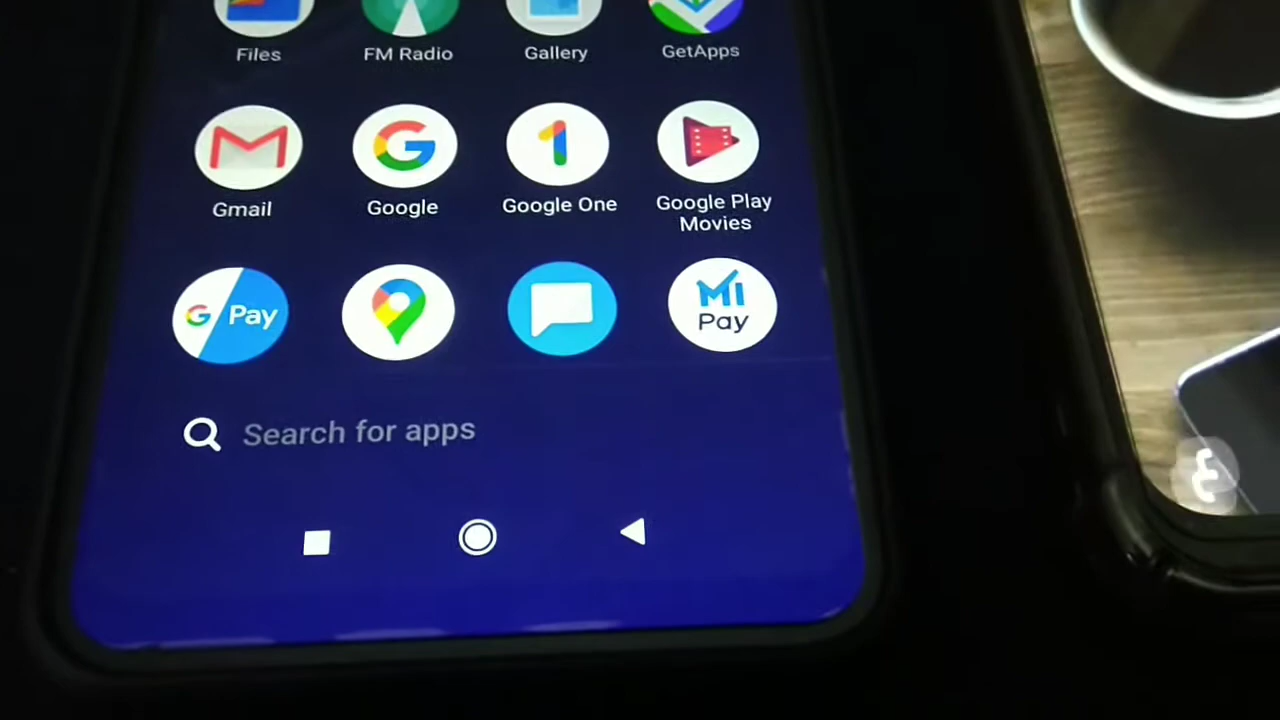 Files
FM Radio
Gallery
GetApps
Gmail
Google
Google One
Google Play
Movies
G Pay
MI
Pay
Search for apps